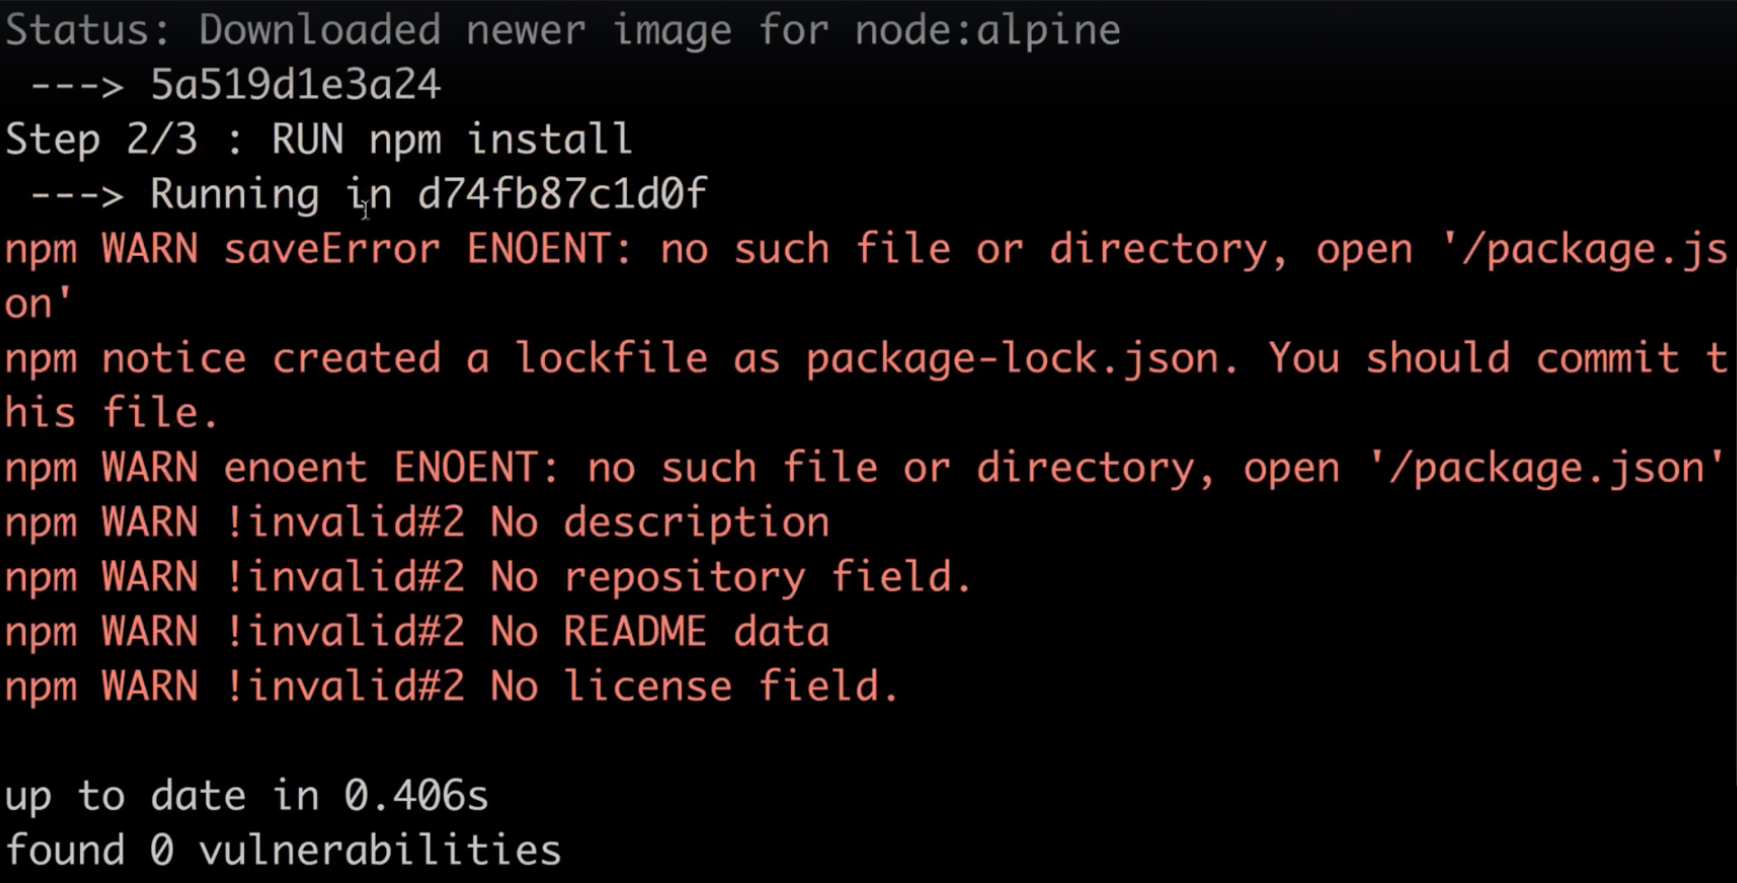 Status: Downloaded newer image for node:alpine
 ---> 5a519d1e3a24
Step 2/3 : RUN npm install
 ---> Running in d74fb87c1d0f
npm WARN saveError ENOENT: no such file or directory, open '/package.js
on'
npm notice created a lockfile as package-lock.json. You should commit t
his file.
npm WARN enoent ENOENT: no such file or directory, open '/package.json'
npm WARN !invalid#2 No description
npm WARN !invalid#2 No repository field.
npm WARN !invalid#2 No README data
npm WARN !invalid#2 No license field.

up to date in 0.406s
found 0 vulnerabilities